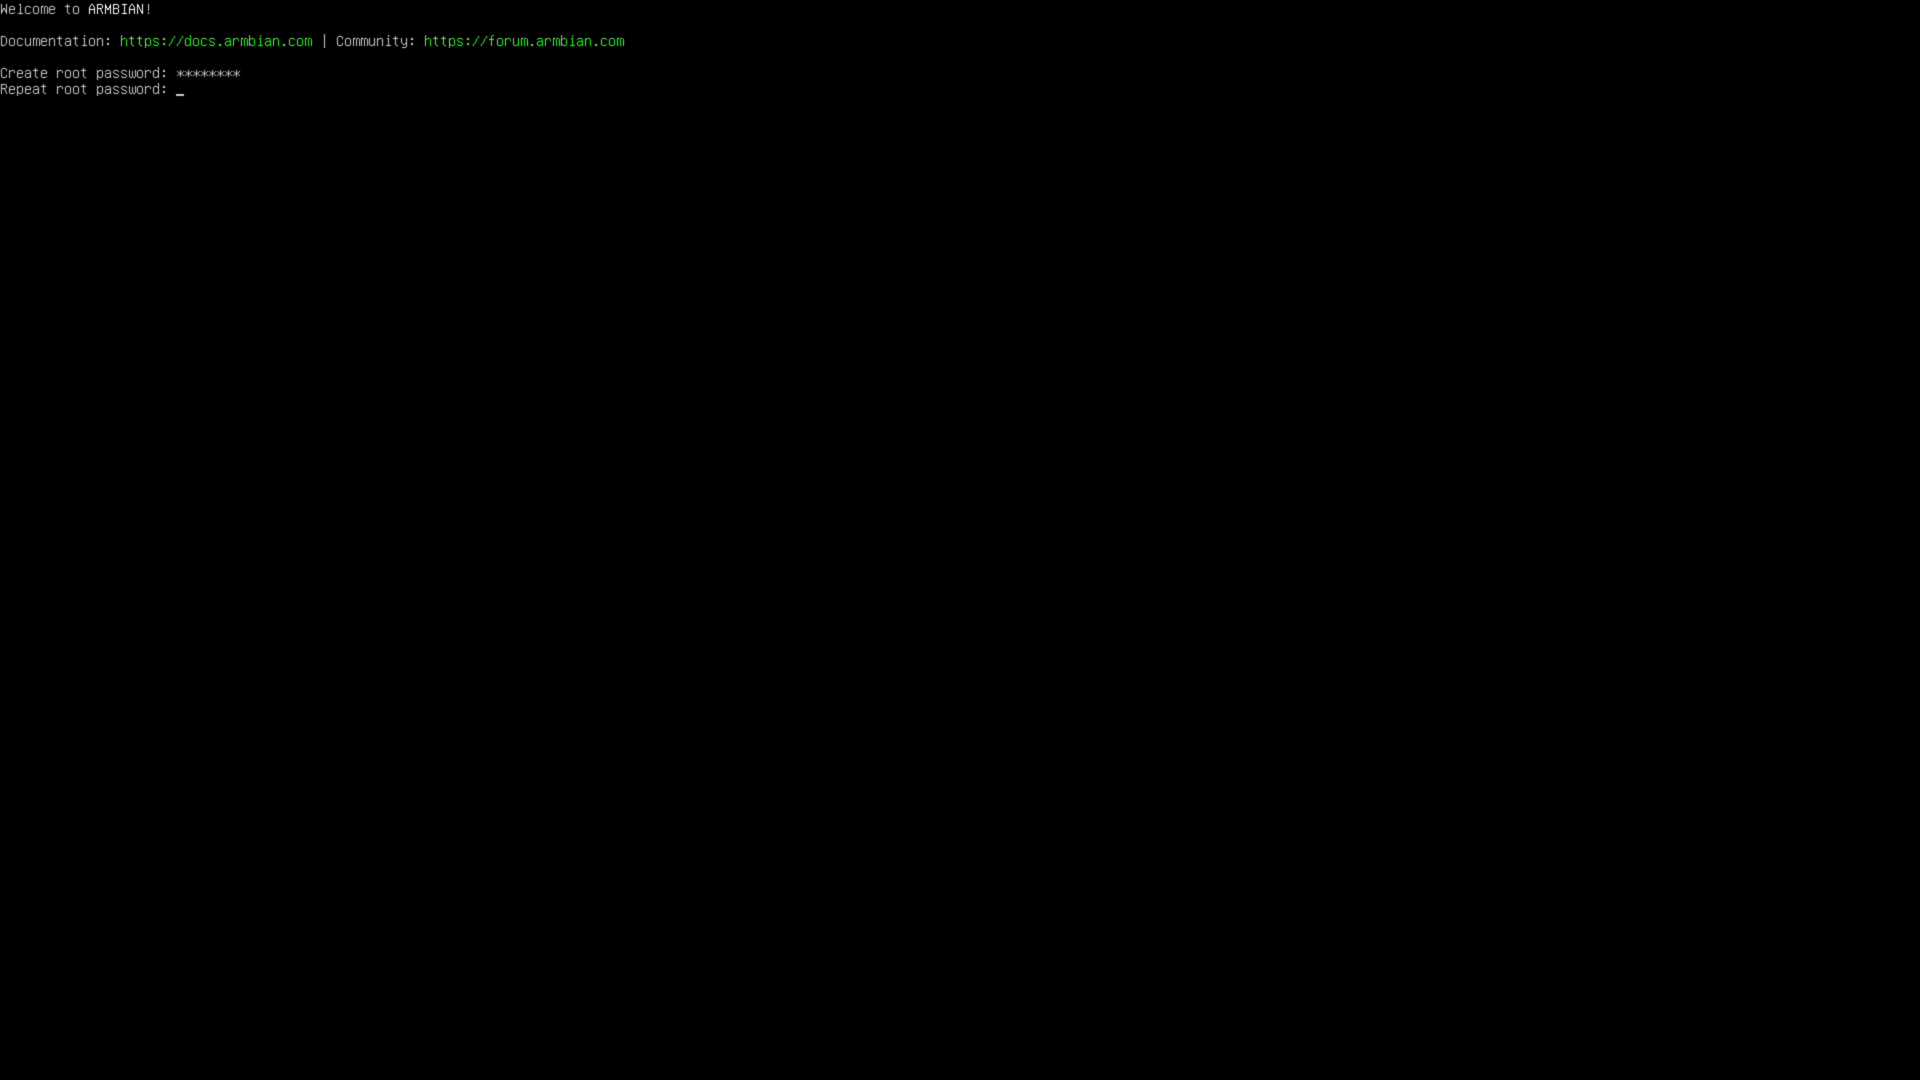 Welcome to ARMBIAN!
Documentation: https://docs.armbian.com | Community: https://forum.armbian.com
Create root password: ********
Repeat root password: _